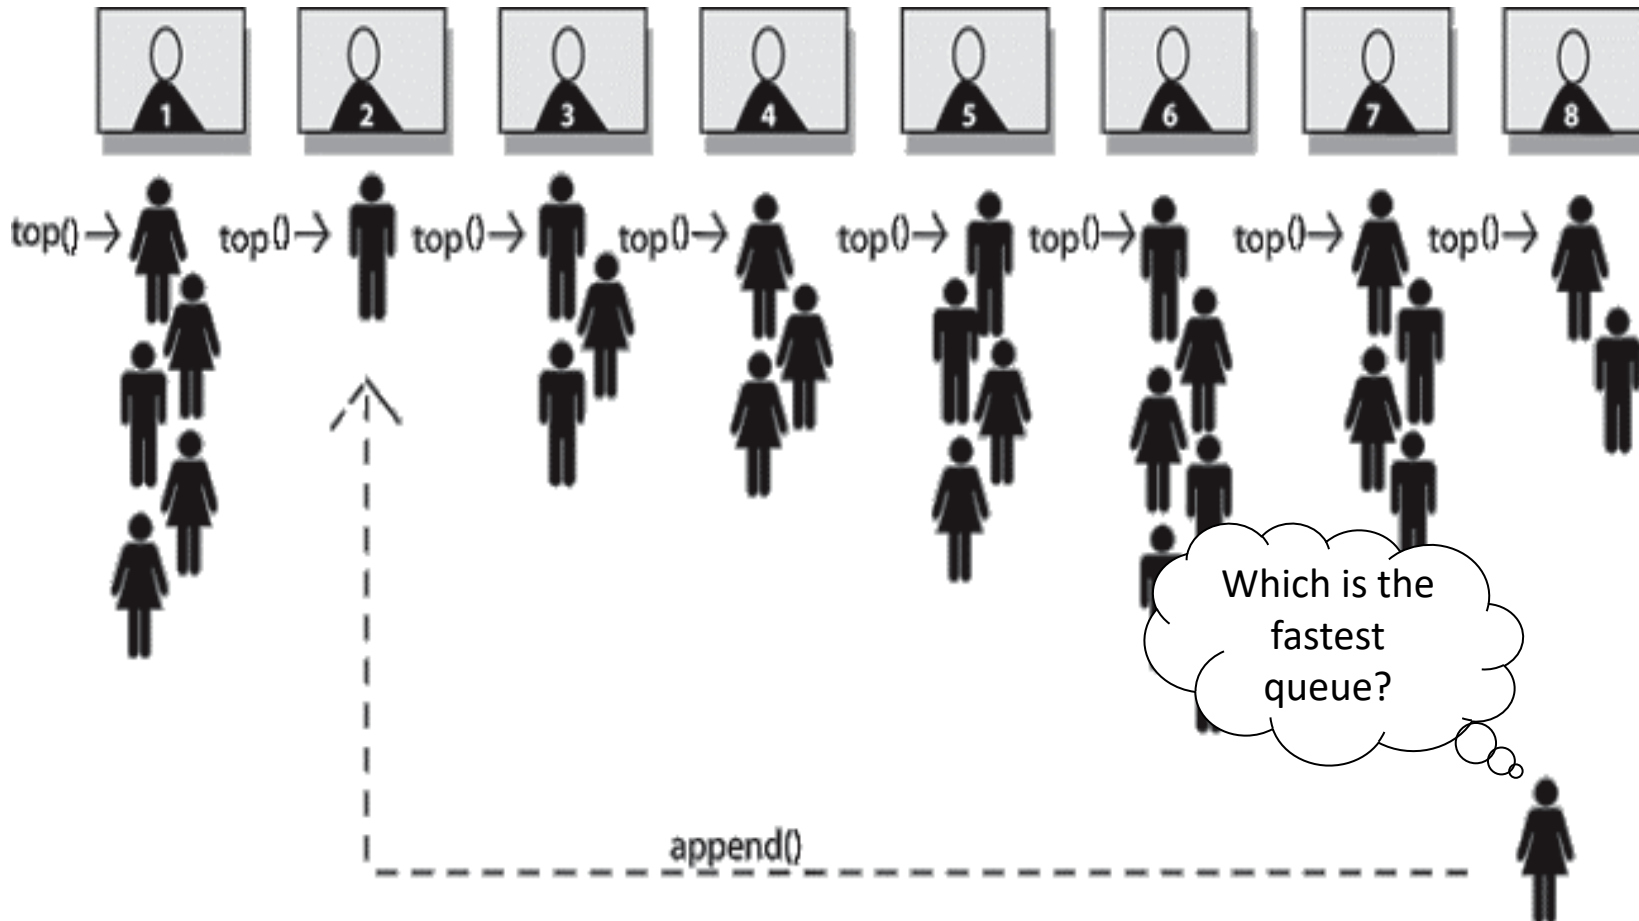 1 2 3 4 5 6 7 8
top() top() top() top() top() top() top() top()
Which is the
fastest
queue?
append()